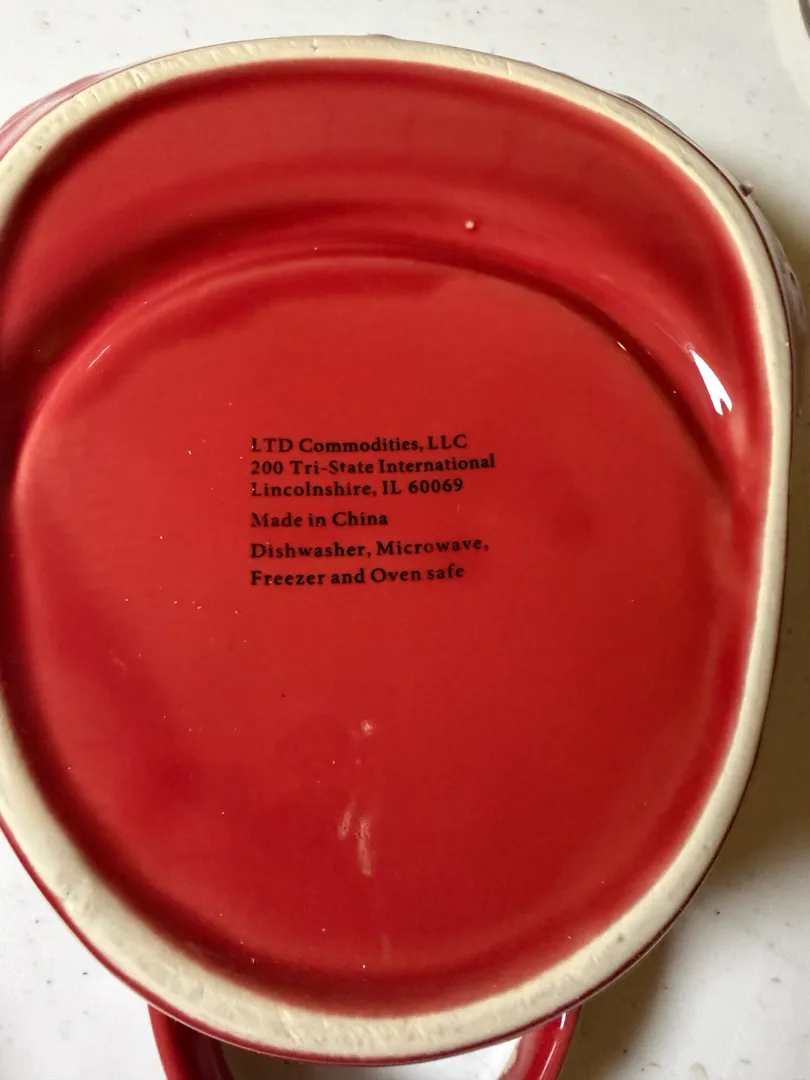 LTD Commodities, LLC
200 Tri-State International
Lincolnshire, IL 60069
Made in China
Dishwasher, Microwave,
Freezer and Oven safe